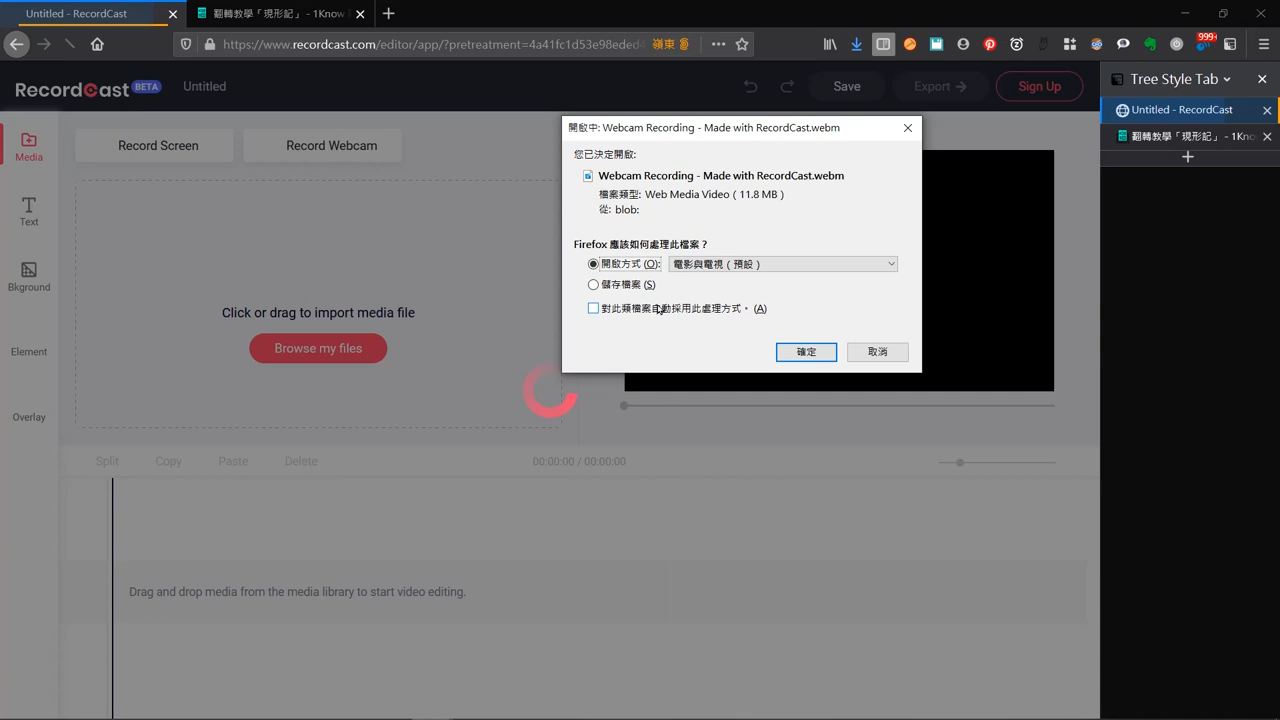 Untitled - RecordCast
翻轉教學「現形記」 - 1Know
https://www.recordcast.com/editor/app/?pretreatment=4a41fc1d53e98eded
嶺東
999+
Tree Style Tab
RecordCast BETA
Untitled
Save
Export
Sign Up
Untitled - RecordCast
翻轉教學「現形記」 - 1Kno
Media
Text
Bkground
Element
Overlay
Record Screen
Record Webcam
Click or drag to import media file
Browse my files
開啟中: Webcam Recording - Made with RecordCast.webm
您已決定開啟:
Webcam Recording - Made with RecordCast.webm
檔案類型: Web Media Video ( 11.8 MB )
從: blob:
Firefox 應該如何處理此檔案？
開啟方式 (O):
電影與電視 ( 預設 )
儲存檔案 (S)
對此類檔案自動採用此處理方式。 (A)
確定
取消
Split
Copy
Paste
Delete
00:00:00 / 00:00:00
Drag and drop media from the media library to start video editing.